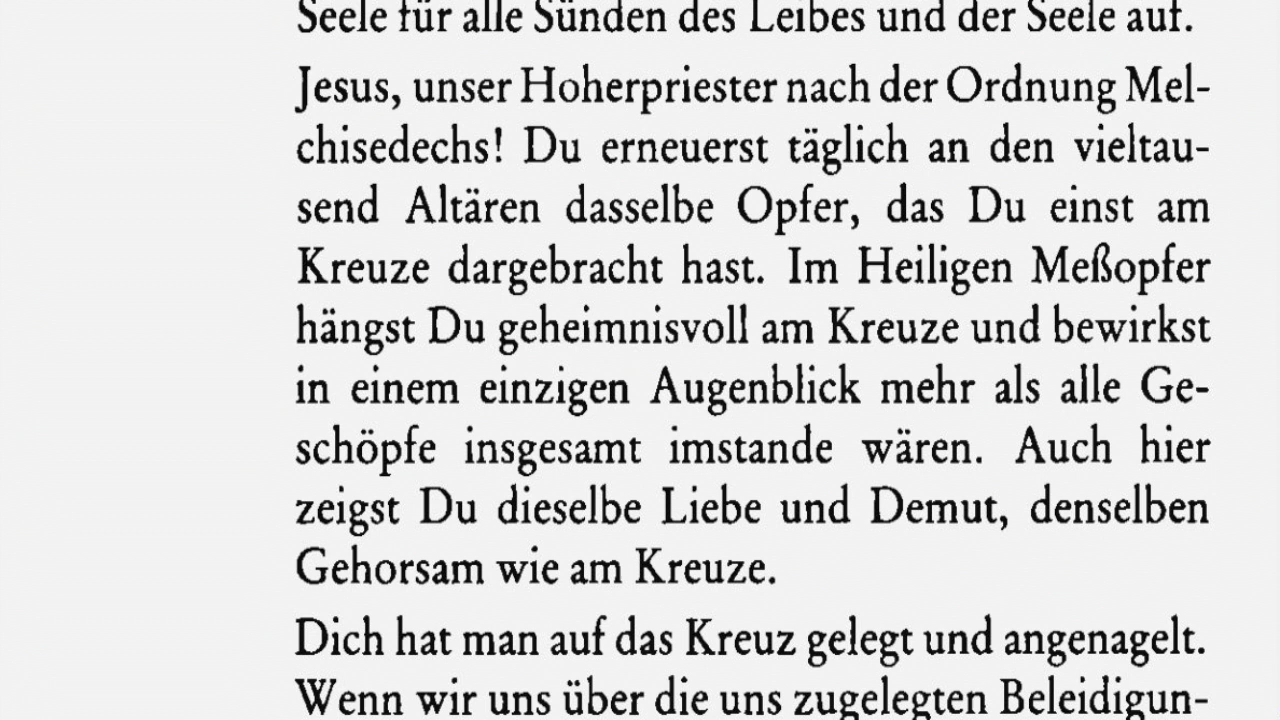 Seele für alle Sünden des Leibes und der Seele auf.
Jesus, unser Hoherpriester nach der Ordnung Mel-
chisedechs! Du erneuerst täglich an den vieltau-
send Altären dasselbe Opfer, das Du einst am
Kreuze dargebracht hast. Im Heiligen Meßopfer
hängst Du geheimnisvoll am Kreuze und bewirkst
in einem einzigen Augenblick mehr als alle Ge-
schöpfe insgesamt imstande wären. Auch hier
zeigst Du dieselbe Liebe und Demut, denselben
Gehorsam wie am Kreuze.
Dich hat man auf das Kreuz gelegt und angenagelt.
Wenn wir uns über die uns zugelegten Beleidigun-